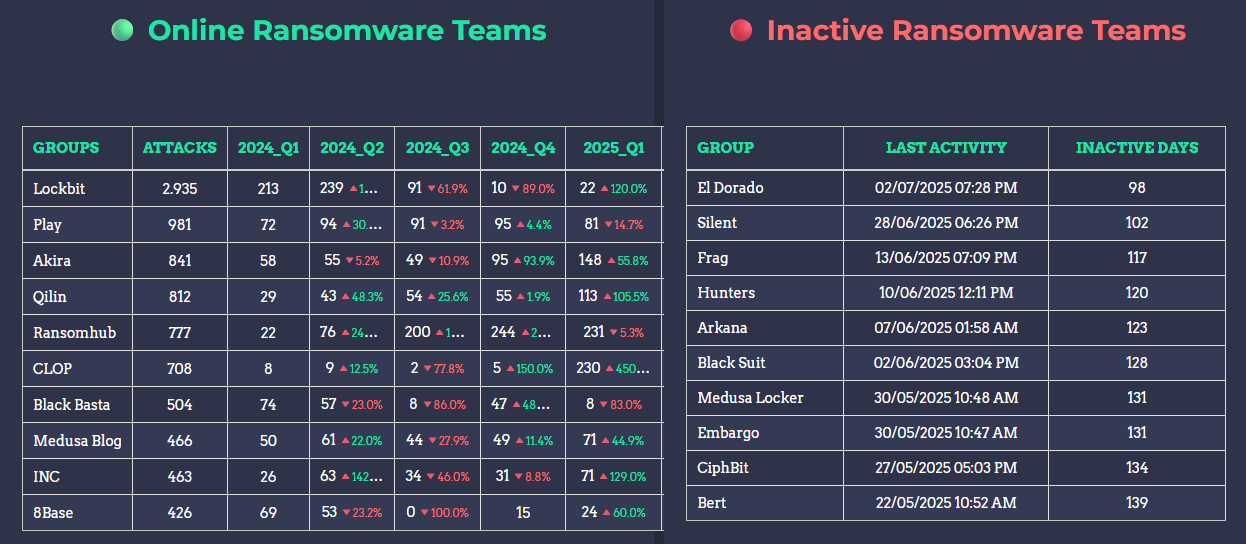 Online Ransomware Teams
GROUPS ATTACKS 2024_Q1 2024_Q2 2024_Q3 2024_Q4 2025_Q1
Lockbit 2.935 213 239 ▲1... 91 ▼61.9% 10 ▼89.0% 22 ▲120.0%
Play 981 72 94 ▲30.... 91 ▼3.2% 95 ▲4.4% 81 ▼14.7%
Akira 841 58 55 ▼5.2% 49 ▼10.9% 95 ▲93.9% 148 ▲55.8%
Qilin 812 29 43 ▲48.3% 54 ▲25.6% 55 ▲1.9% 113 ▲105.5%
Ransomhub 777 22 76 ▲24... 200 ▲1... 244 ▲2... 231 ▼5.3%
CLOP 708 8 9 ▲12.5% 2 ▼77.8% 5 ▲150.0% 230 ▲450...
Black Basta 504 74 57 ▼23.0% 8 ▼86.0% 47 ▲48... 8 ▼83.0%
Medusa Blog 466 50 61 ▲22.0% 44 ▼27.9% 49 ▲11.4% 71 ▲44.9%
INC 463 26 63 ▲142... 34 ▼46.0% 31 ▼8.8% 71 ▲129.0%
8Base 426 69 53 ▼23.2% 0 ▼100.0% 15 24 ▲60.0%
Inactive Ransomware Teams
GROUP LAST ACTIVITY INACTIVE DAYS
El Dorado 02/07/2025 07:28 PM 98
Silent 28/06/2025 06:26 PM 102
Frag 13/06/2025 07:09 PM 117
Hunters 10/06/2025 12:11 PM 120
Arkana 07/06/2025 01:58 AM 123
Black Suit 02/06/2025 03:04 PM 128
Medusa Locker 30/05/2025 10:48 AM 131
Embargo 30/05/2025 10:47 AM 131
CiphBit 27/05/2025 05:03 PM 134
Bert 22/05/2025 10:52 AM 139